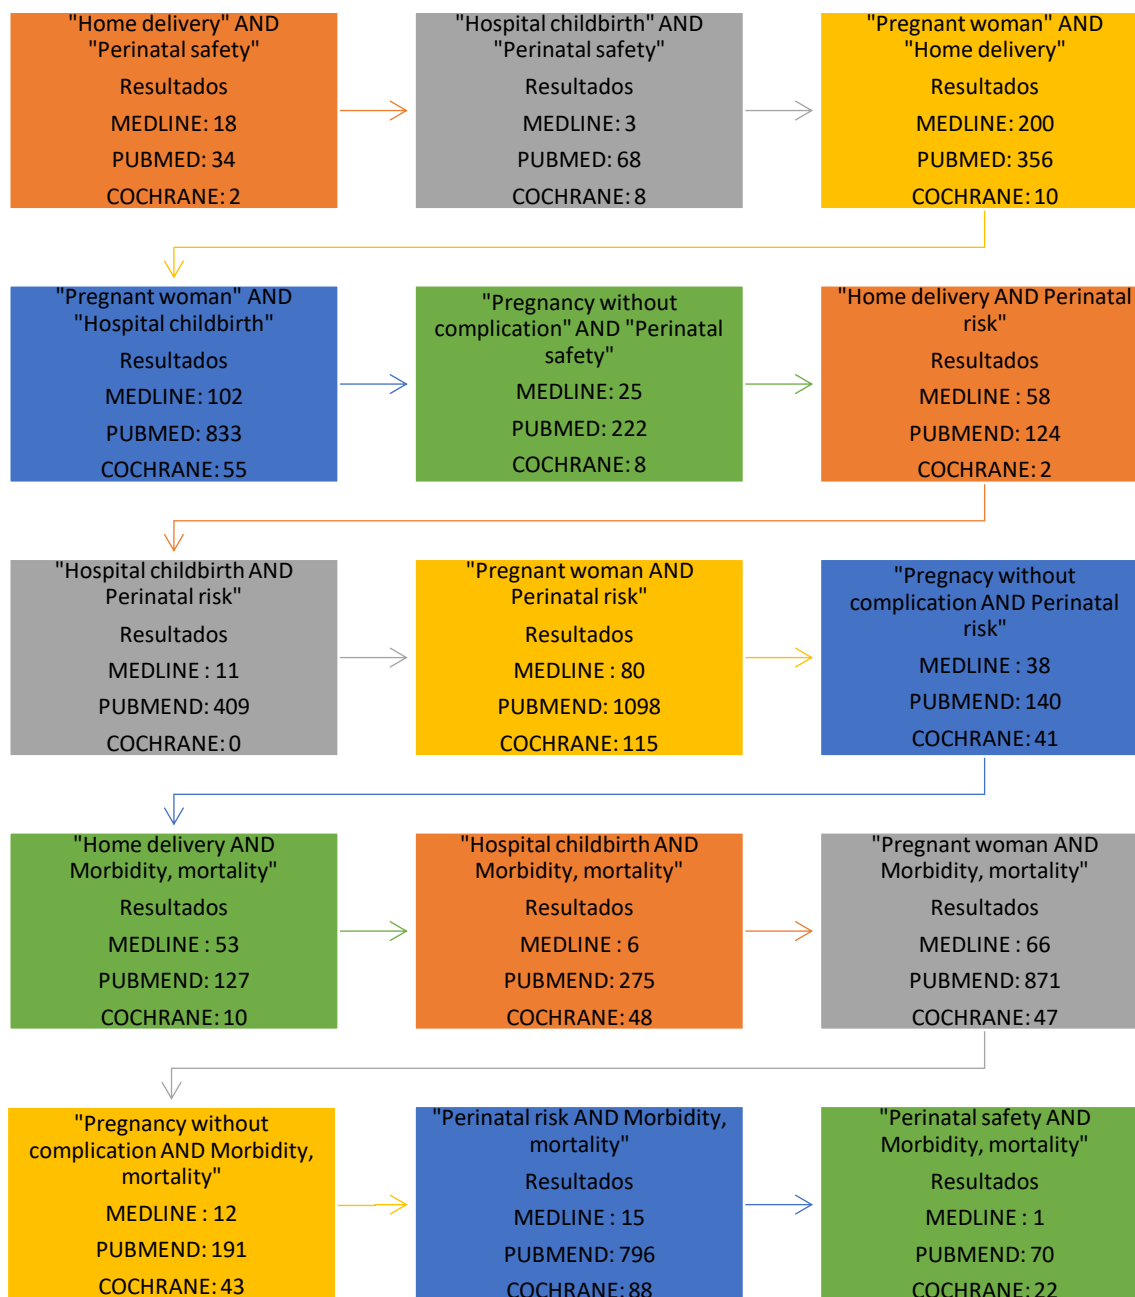 "Home delivery" AND
"Perinatal safety"
Resultados
MEDLINE: 18
PUBMED: 34
COCHRANE: 2
"Hospital childbirth" AND
"Perinatal safety"
Resultados
MEDLINE: 3
PUBMED: 68
COCHRANE: 8
"Pregnant woman" AND
"Home delivery"
Resultados
MEDLINE: 200
PUBMED: 356
COCHRANE: 10
"Pregnant woman" AND
"Hospital childbirth"
Resultados
MEDLINE: 102
PUBMED: 833
COCHRANE: 55
"Pregnancy without
complication" AND "Perinatal
safety"
MEDLINE: 25
PUBMED: 222
COCHRANE: 8
"Home delivery AND Perinatal
risk"
Resultados
MEDLINE : 58
PUBMEND: 124
COCHRANE: 2
"Hospital childbirth AND
Perinatal risk"
Resultados
MEDLINE : 11
PUBMEND: 409
COCHRANE: 0
"Pregnant woman AND
Perinatal risk"
Resultados
MEDLINE : 80
PUBMEND: 1098
COCHRANE: 115
"Pregnacy without
complication AND Perinatal
risk"
MEDLINE : 38
PUBMEND: 140
COCHRANE: 41
"Home delivery AND
Morbidity, mortality"
Resultados
MEDLINE : 53
PUBMEND: 127
COCHRANE: 10
"Hospital childbirth AND
Morbidity, mortality"
Resultados
MEDLINE : 6
PUBMEND: 275
COCHRANE: 48
"Pregnant woman AND
Morbidity, mortality"
Resultados
MEDLINE : 66
PUBMEND: 871
COCHRANE: 47
"Pregnancy without
complication AND Morbidity,
mortality"
MEDLINE : 12
PUBMEND: 191
COCHRANE: 43
"Perinatal risk AND Morbidity,
mortality"
Resultados
MEDLINE : 15
PUBMEND: 796
COCHRANE: 88
"Perinatal safety AND
Morbidity, mortality"
Resultados
MEDLINE : 1
PUBMEND: 70
COCHRANE: 22